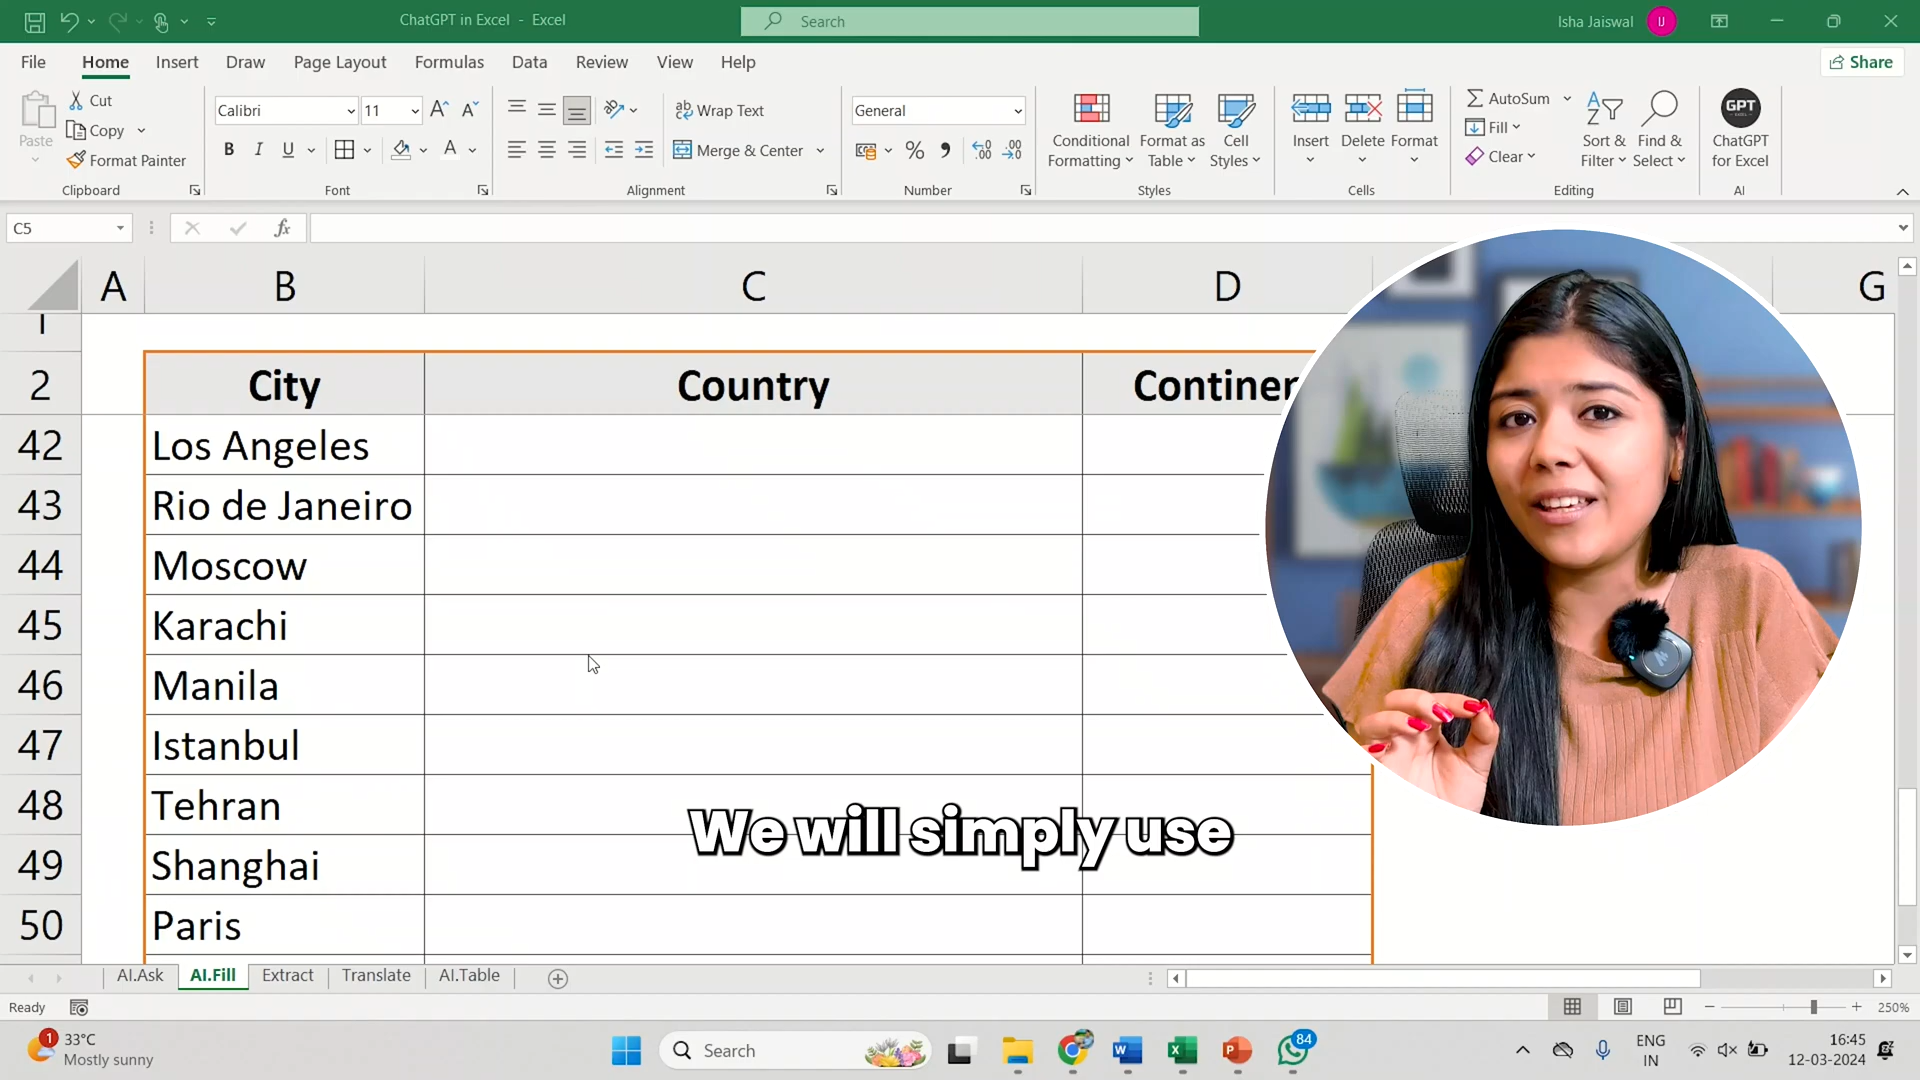 ChatGPT in Excel - Excel
Search
Isha Jaiswal
IJ
File Home Insert Draw Page Layout Formulas Data Review View Help
Share
Paste
Cut
Copy
Format Painter
Clipboard
Calibri 11
B I U
Font
Wrap Text
Merge & Center
Alignment
General
Number
Conditional Formatting
Format as Table
Cell Styles
Styles
Insert Delete Format
Cells
AutoSum
Fill
Clear
Sort & Filter
Find & Select
Editing
GPT
ChatGPT for Excel
AI
C5
fx
A B C D G
1
2 City Country Continen
42 Los Angeles
43 Rio de Janeiro
44 Moscow
45 Karachi
46 Manila
47 Istanbul
48 Tehran
We will simply use
49 Shanghai
50 Paris
AI.Ask AI.Fill Extract Translate AI.Table
Ready
250%
1
33°C
Mostly sunny
Search
84
ENG
IN
16:45
12-03-2024